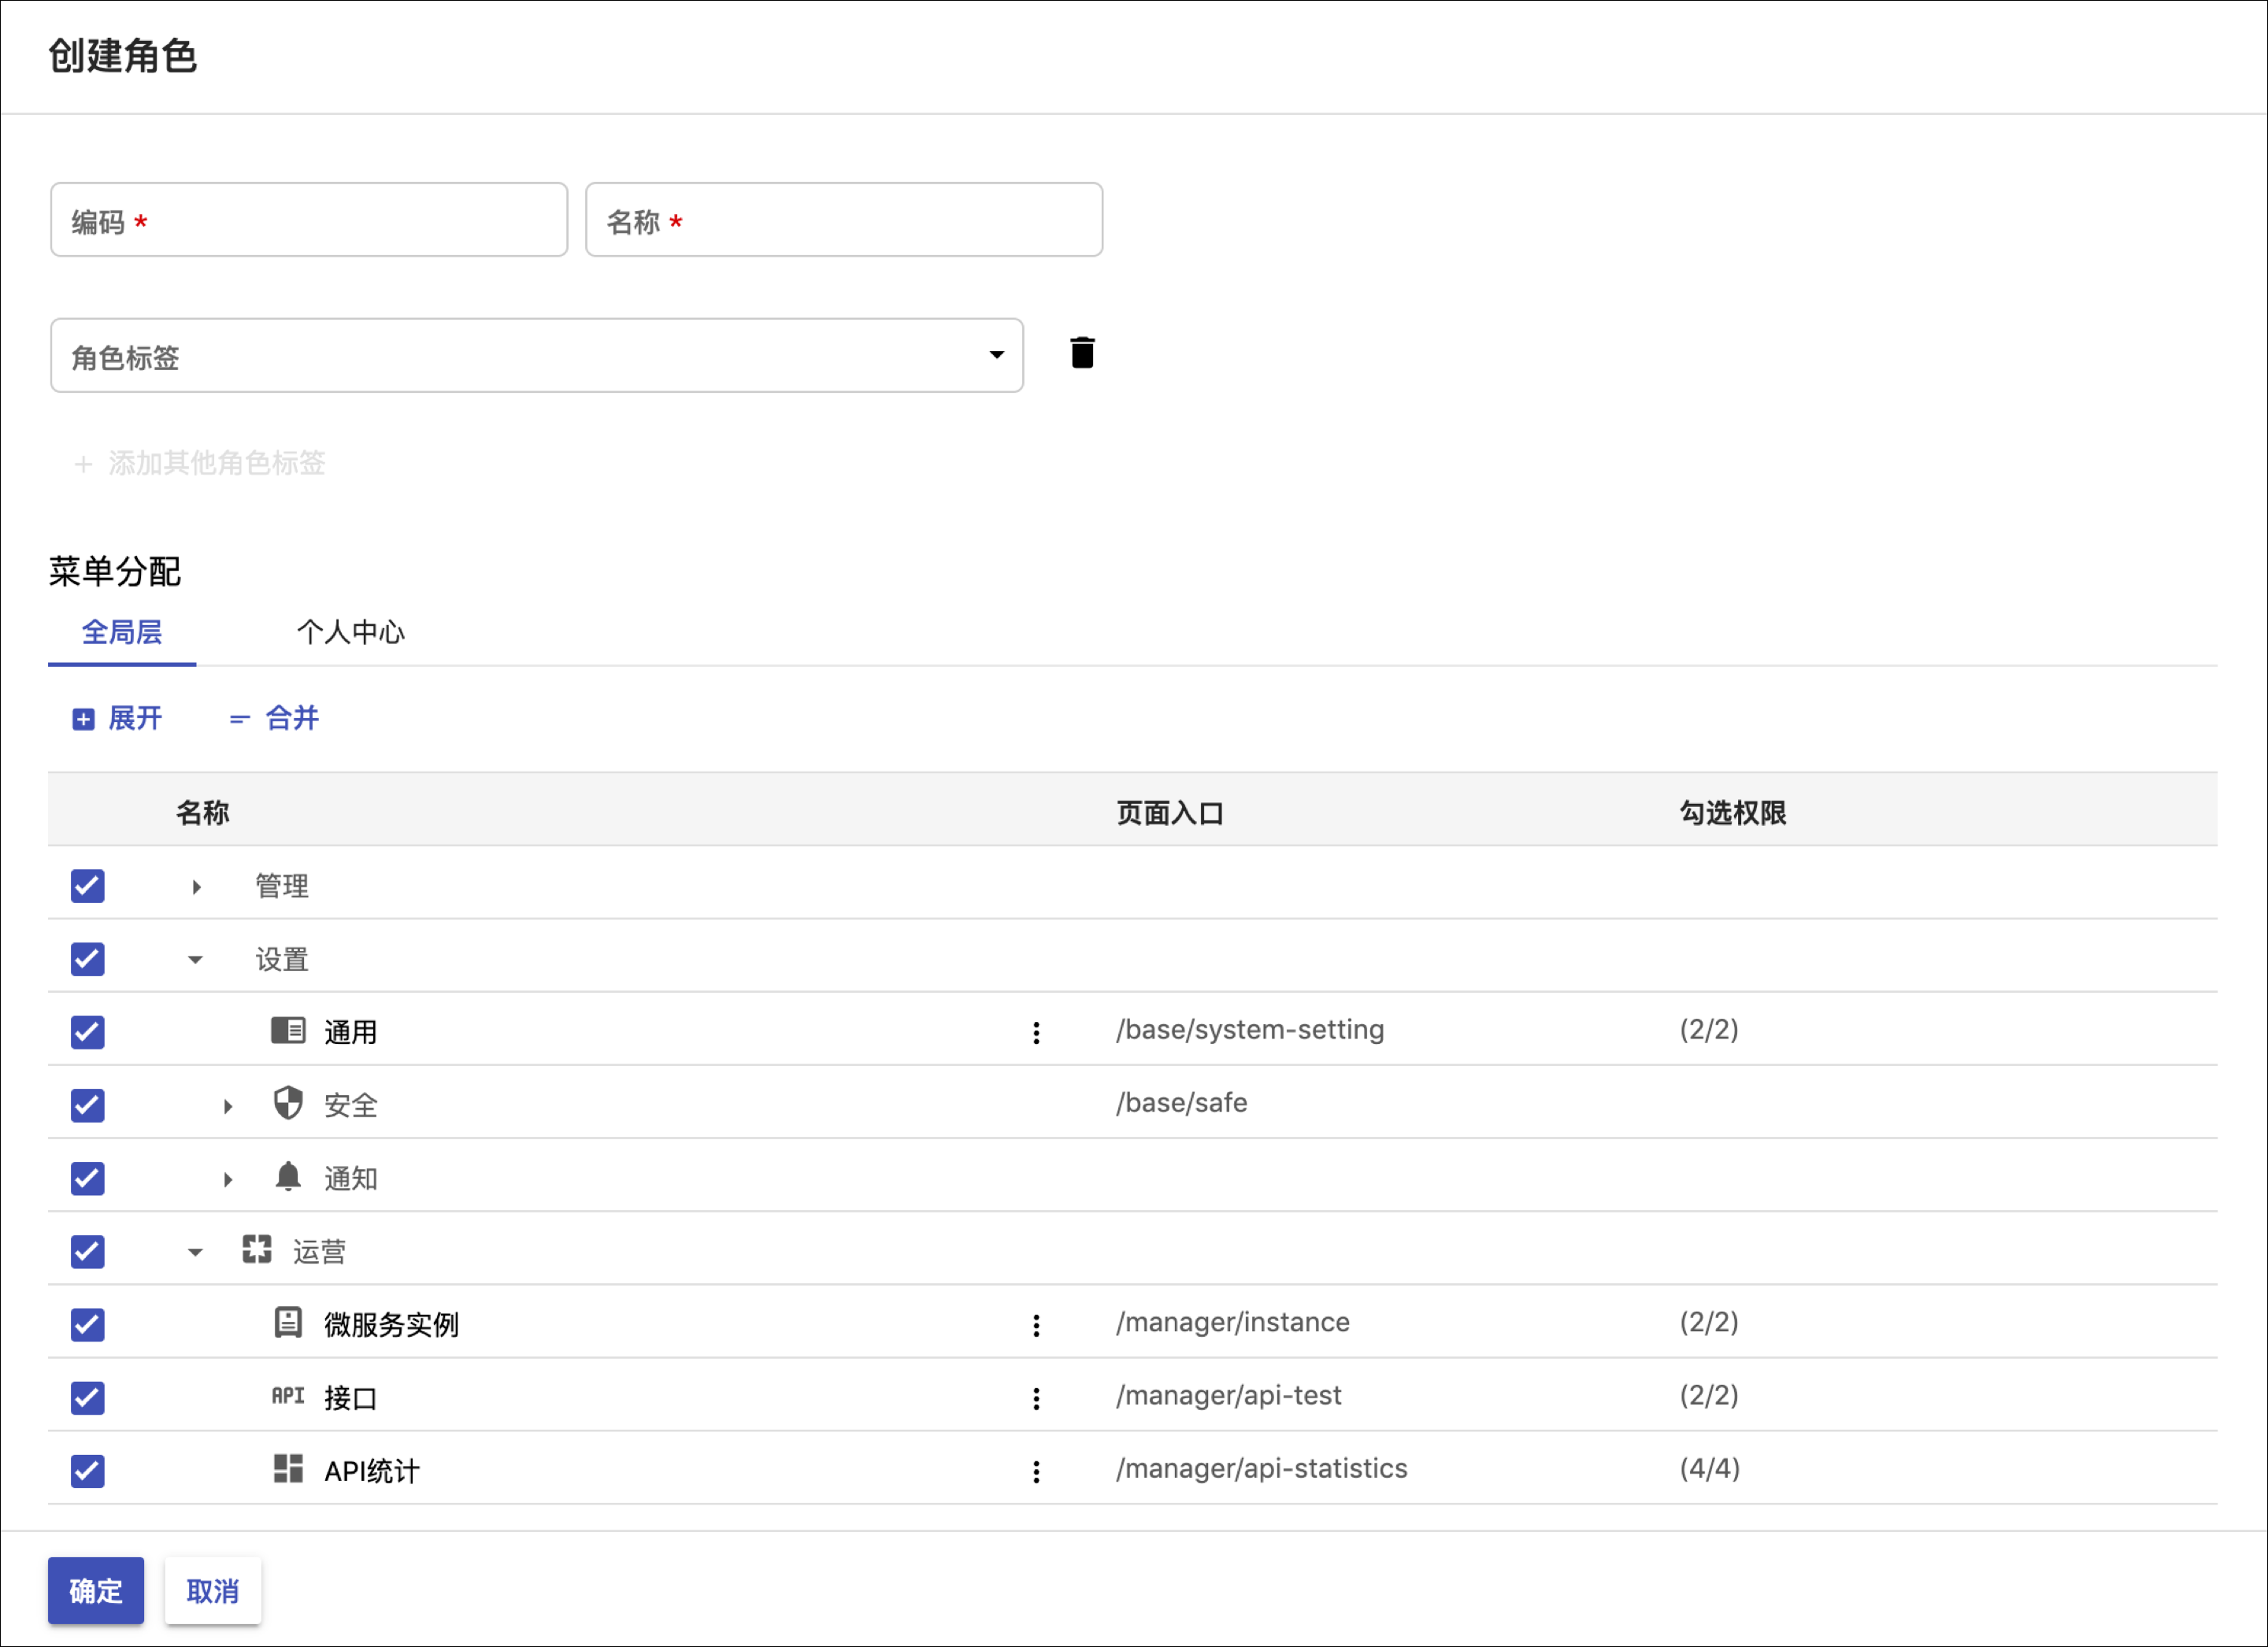 创建角色
编码 * 名称 *
角色标签
+ 添加其他角色标签
菜单分配
全局层 个人中心
展开 合并
名称 页面入口 勾选权限
管理
设置
通用 /base/system-setting (2/2)
安全 /base/safe
通知
运营
微服务实例 /manager/instance (2/2)
API 接口 /manager/api-test (2/2)
API统计 /manager/api-statistics (4/4)
确定 取消